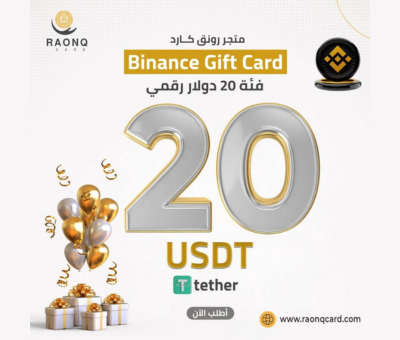 RAONQ
CARD
متجر رونق كارد
Binance Gift Card
فئة 20 دولار رقمي
20
USDT
tether
أطلب الآن
www.raonqcard.com